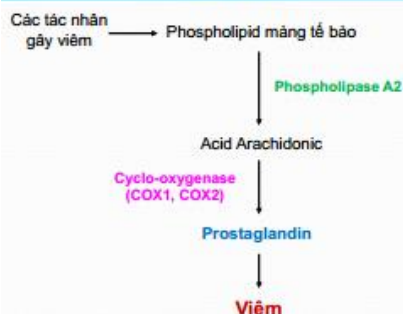 Các tác nhân
gây viêm
Phospholipid màng tế bào
Phospholipase A2
Acid Arachidonic
Cyclo-oxygenase
(COX1, COX2)
Prostaglandin
Viêm